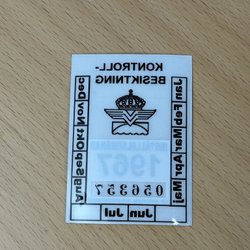 KONTROLL-
BESIKTNING
Jan Feb Mar Apr Maj
Jun Jul
Aug Sep Okt Nov Dec
1967
056357